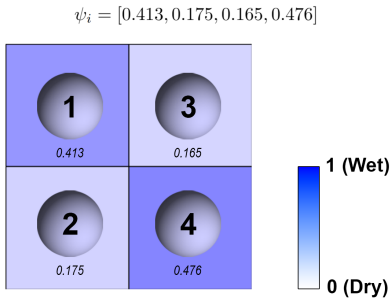 ψᵢ = [0.413, 0.175, 0.165, 0.476]
1 3
0.413 0.165
1 (Wet)
2 4
0.175 0.476
0 (Dry)